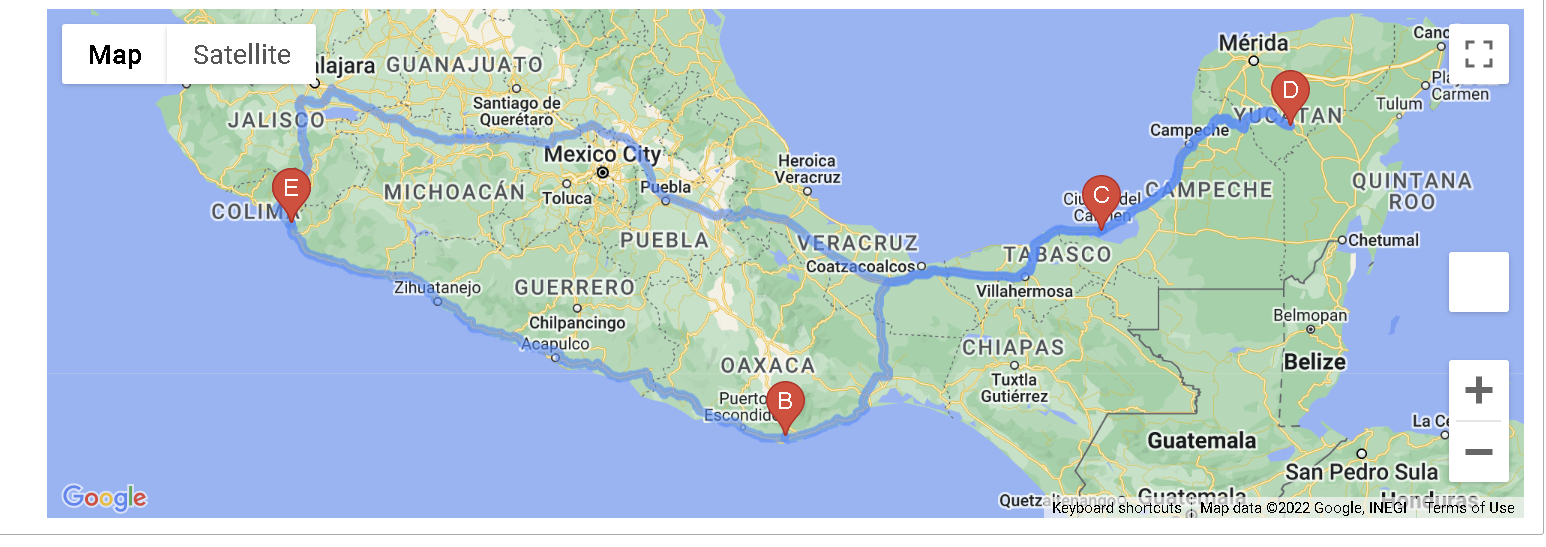 Map
Satellite
lajara
GUANAJUATO
Mérida
Canc
Play
Carmen
Santiago de
Querétaro
JALISCO
YUCATAN
Tulum
D
Campeche
Mexico City
Heroica
Veracruz
E
MICHOACÁN
Toluca
Puebla
C
Ciu
del
Carmen
CAMPECHE
QUINTANA
ROO
COLIMA
PUEBLA
VERACRUZ
TABASCO
Chetumal
Coatzacoalcos
Zihuatanejo
GUERRERO
Villahermosa
Chilpancingo
Belmopan
Acapulco
CHIAPAS
Belize
OAXACA
Tuxtla
Gutiérrez
Puerto
Escondido
B
La Ce
Guatemala
San Pedro Sula
Google
Quetzaltenango
Guatemala
Honduras
Keyboard shortcuts
Map data ©2022 Google, INEGI
Terms of Use